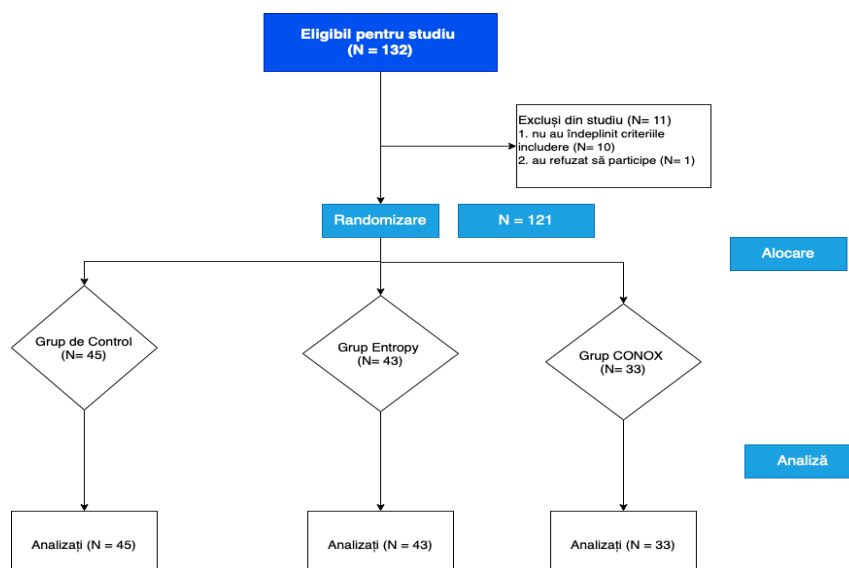 Eligibil pentru studiu
(N = 132)
Excluși din studiu (N= 11)
1. nu au îndeplinit criteriile
includere (N= 10)
2. au refuzat să participe (N= 1)
Randomizare
N = 121
Alocare
Grup de Control
(N= 45)
Grup Entropy
(N= 43)
Grup CONOX
(N= 33)
Analiză
Analizați (N = 45)
Analizați (N = 43)
Analizați (N = 33)